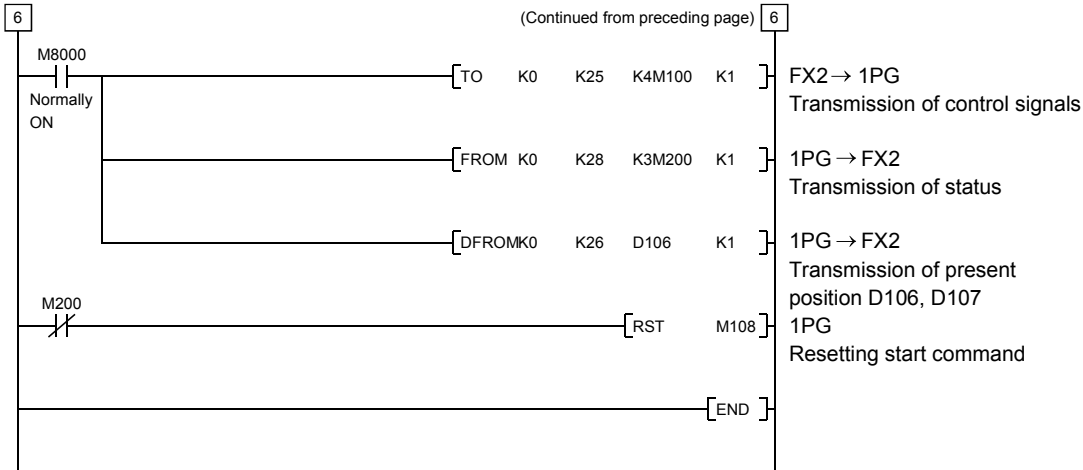 6 (Continued from preceding page) 6
M8000
Normally
ON
TO K0 K25 K4M100 K1
FX2→ 1PG
Transmission of control signals
FROM K0 K28 K3M200 K1
1PG → FX2
Transmission of status
DFROMK0 K26 D106 K1
1PG → FX2
Transmission of present
position D106, D107
M200
RST M108
1PG
Resetting start command
END